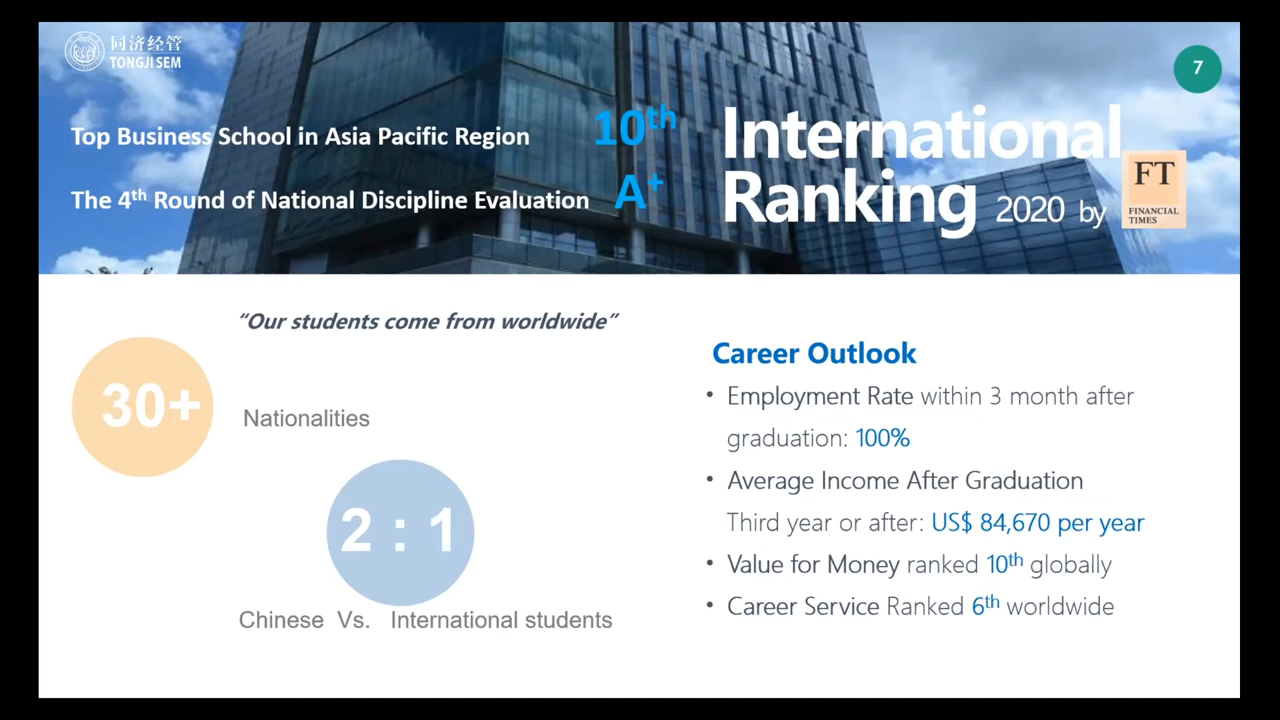 同济经管
TONGJI SEM
7
Top Business School in Asia Pacific Region 10th
The 4th Round of National Discipline Evaluation A+
International
Ranking 2020 by
FT
FINANCIAL
TIMES
“Our students come from worldwide”
30+
Nationalities
2 : 1
Chinese Vs. International students
Career Outlook
• Employment Rate within 3 month after
graduation: 100%
• Average Income After Graduation
Third year or after: US$ 84,670 per year
• Value for Money ranked 10th globally
• Career Service Ranked 6th worldwide